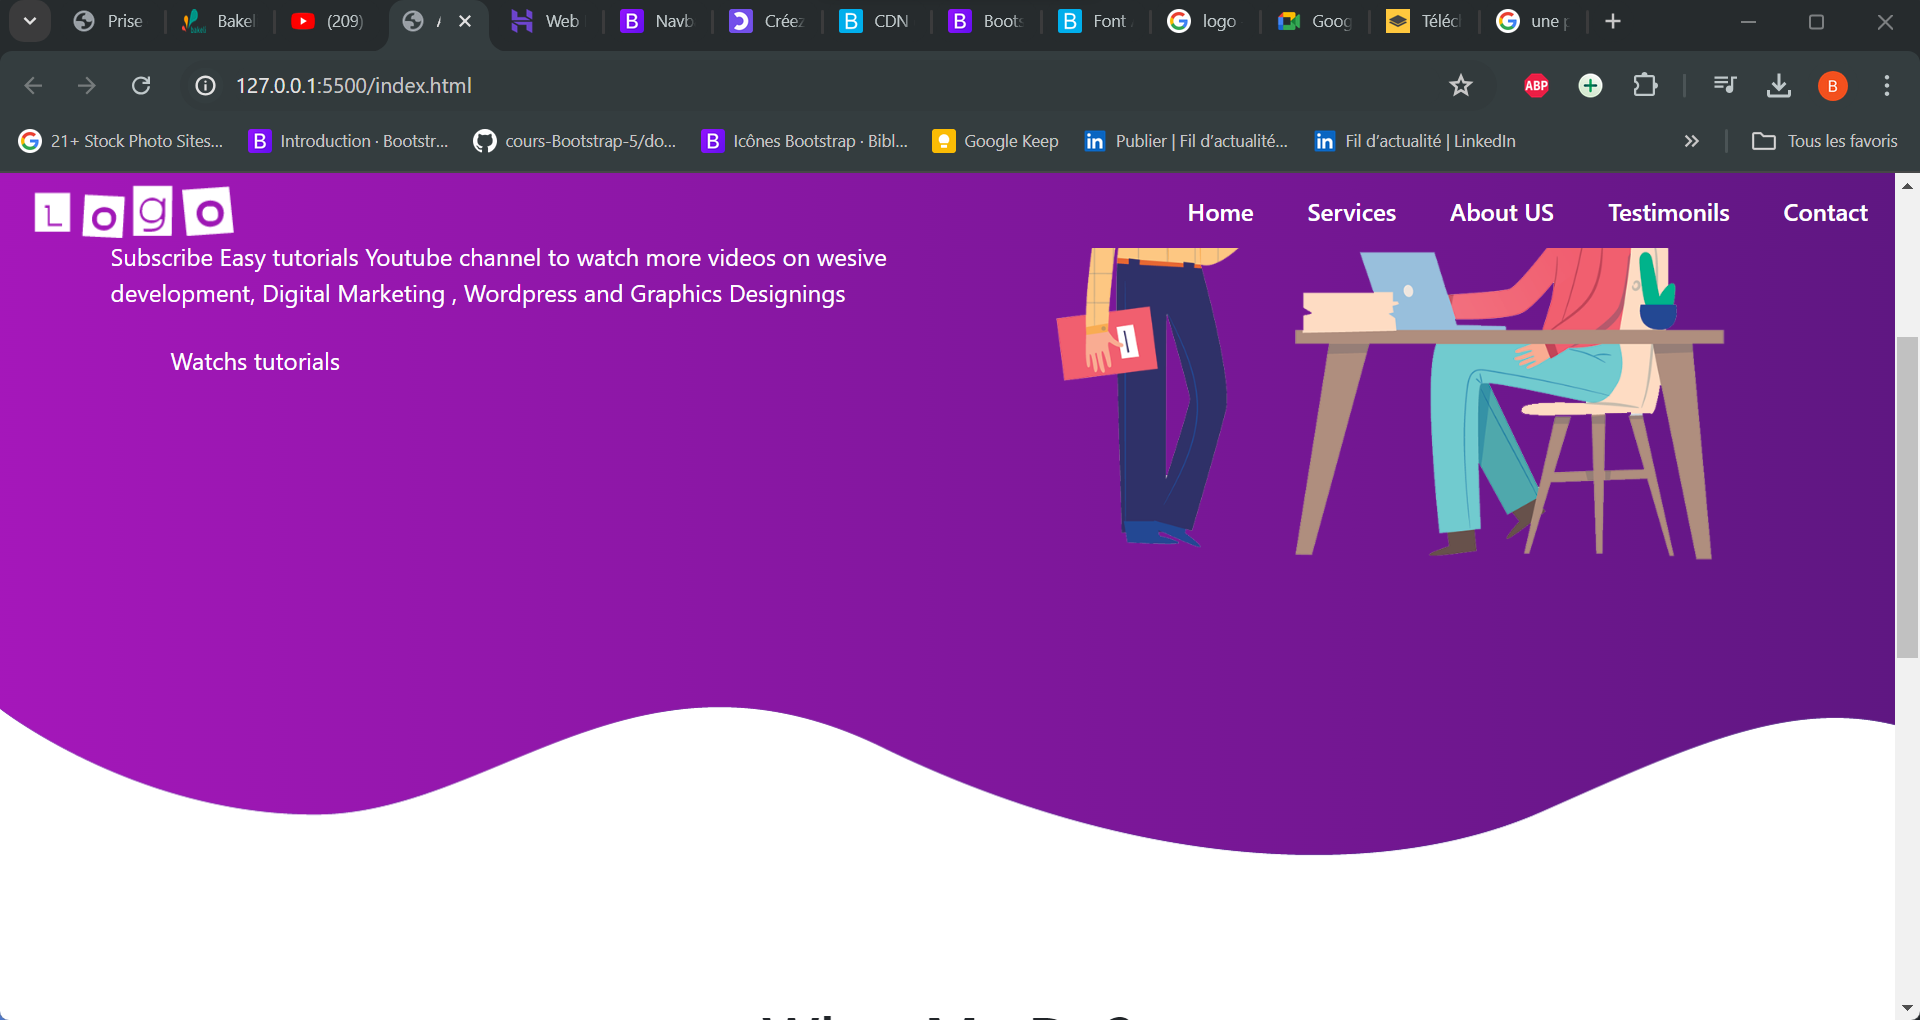 Prise
Bakel
(209)
Web
Navb
Créez
CDN
Boots
Font
logo
Goog
Téléc
une p
127.0.0.1:5500/index.html
ABP
B
21+ Stock Photo Sites...
Introduction · Bootstr...
cours-Bootstrap-5/do...
Icônes Bootstrap · Bibl...
Google Keep
Publier | Fil d’actualité...
Fil d’actualité | LinkedIn
Tous les favoris
LOgO
Home
Services
About US
Testimonils
Contact
Subscribe Easy tutorials Youtube channel to watch more videos on wesive
development, Digital Marketing , Wordpress and Graphics Designings
Watchs tutorials